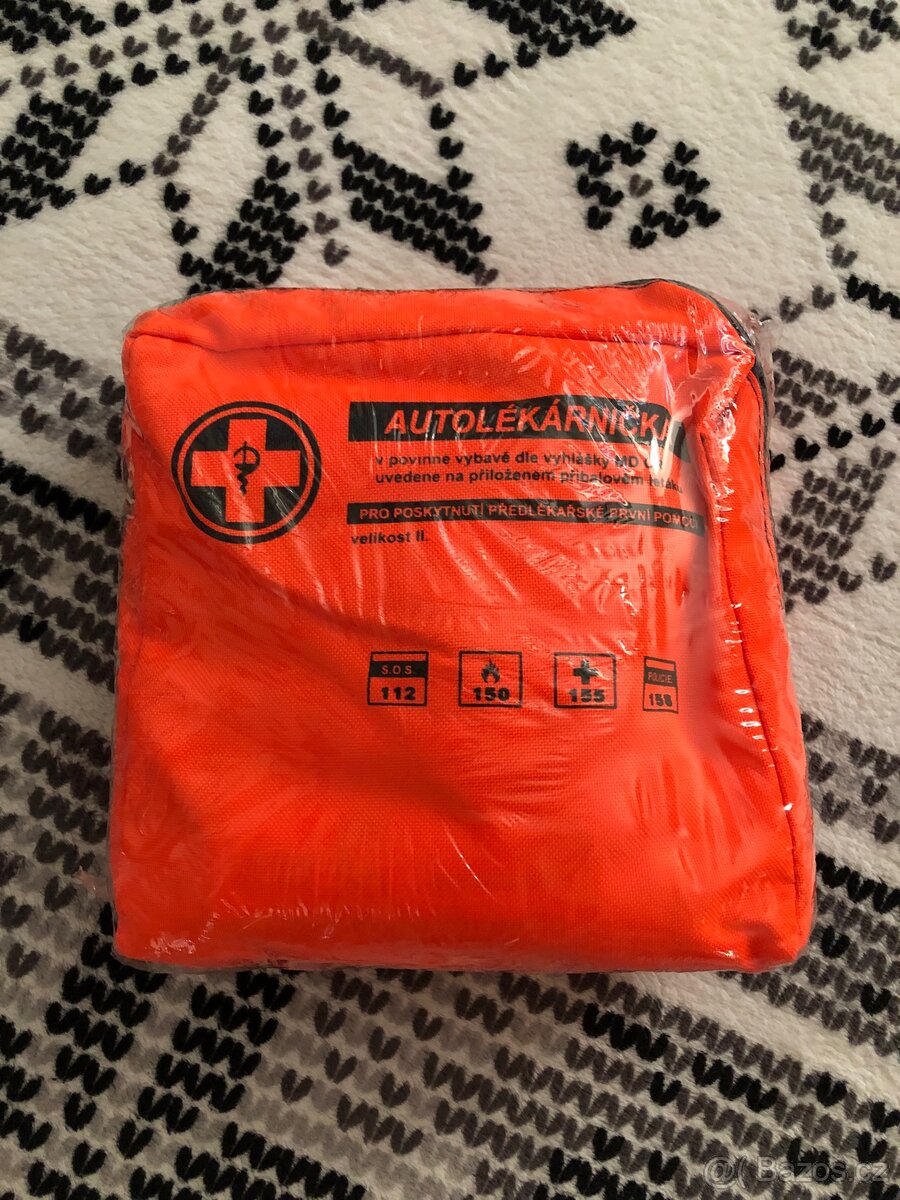 AUTOLÉKÁRNIČKA
v povinné výbavě dle vyhlášky MD Č
uvedené na přiloženém příbalovém letáku
PRO POSKYTNUTÍ PŘEDLÉKAŘSKÉ PRVNÍ POMOCI
velikost II.
S.O.S.
112
150
155
POLICIE
158
@( Bazos.cz